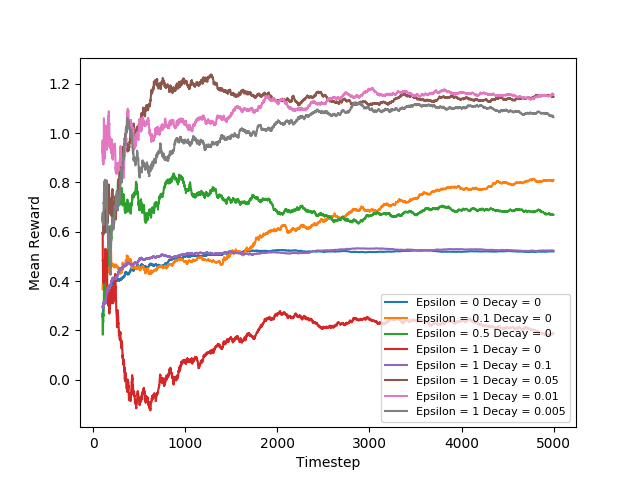 1.2
1.0
0.8
0.6
0.4
0.2
0.0
Mean Reward
Epsilon = 0 Decay = 0
Epsilon = 0.1 Decay = 0
Epsilon = 0.5 Decay = 0
Epsilon = 1 Decay = 0
Epsilon = 1 Decay = 0.1
Epsilon = 1 Decay = 0.05
Epsilon = 1 Decay = 0.01
Epsilon = 1 Decay = 0.005
0 1000 2000 3000 4000 5000
Timestep